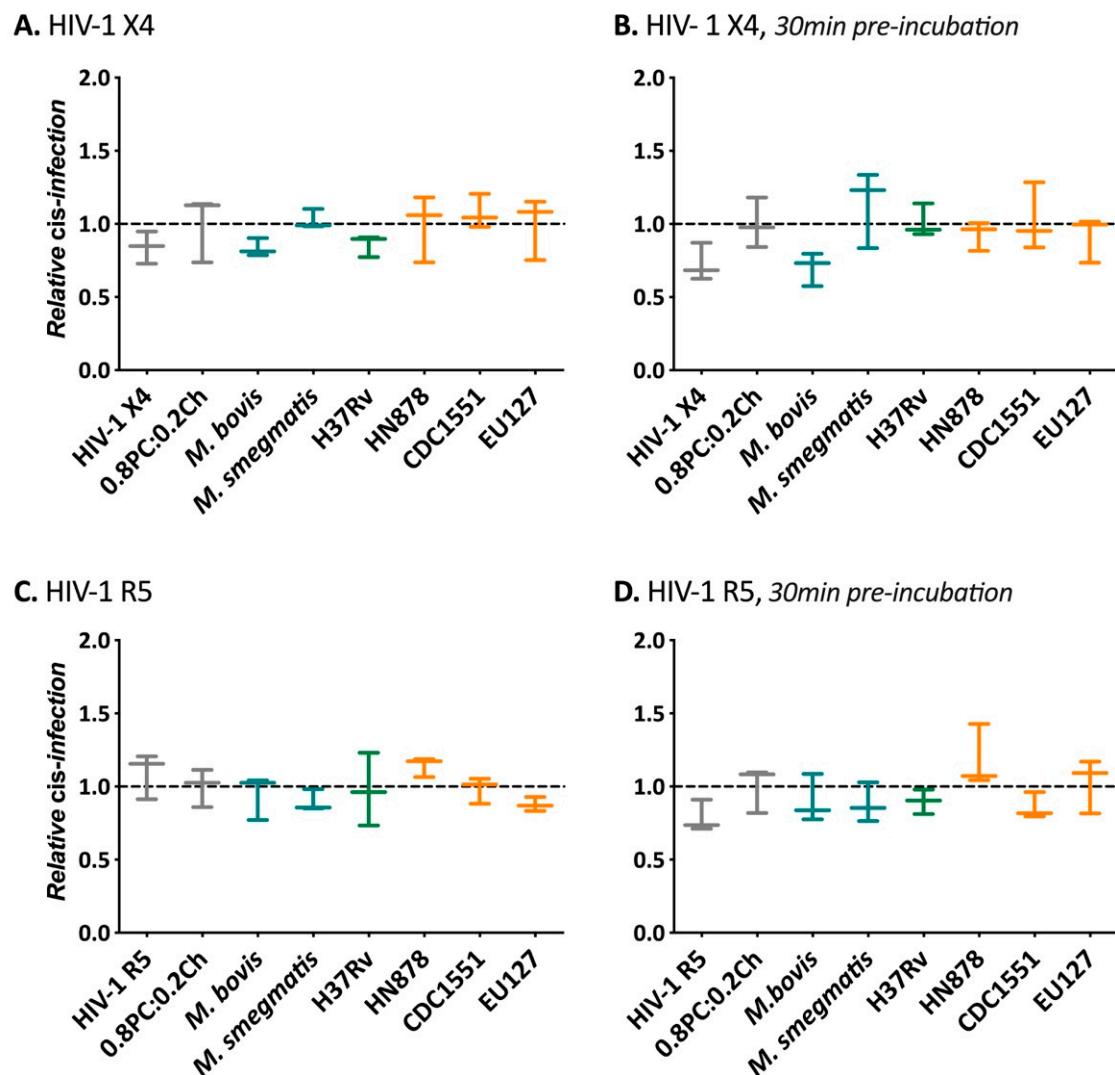 A. HIV-1 X4
2.0
1.5
1.0
0.5
0.0
Relative cis-infection
HIV-1 X4
0.8PC:0.2Ch
M. bovis
M. smegmatis
H37Rv
HN878
CDC1551
EU127
B. HIV- 1 X4, 30min pre-incubation
2.0
1.5
1.0
0.5
0.0
HIV-1 X4
0.8PC:0.2Ch
M. bovis
M. smegmatis
H37Rv
HN878
CDC1551
EU127
C. HIV-1 R5
2.0
1.5
1.0
0.5
0.0
Relative cis-infection
HIV-1 R5
0.8PC:0.2Ch
M. bovis
M. smegmatis
H37Rv
HN878
CDC1551
EU127
D. HIV-1 R5, 30min pre-incubation
2.0
1.5
1.0
0.5
0.0
HIV-1 R5
0.8PC:0.2Ch
M. bovis
M. smegmatis
H37Rv
HN878
CDC1551
EU127